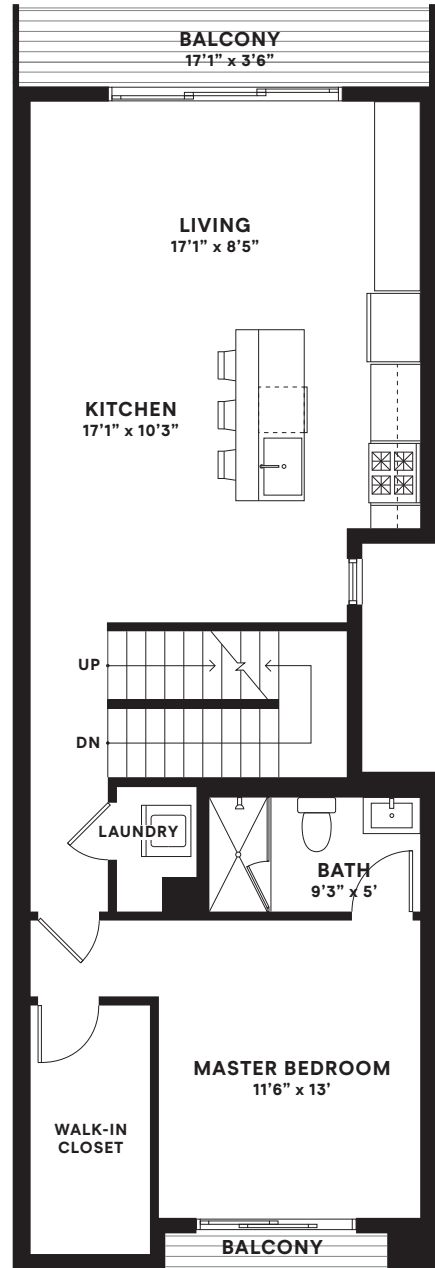 BALCONY
17’1” x 3’6”
LIVING
17’1” x 8’5”
KITCHEN
17’1” x 10’3”
UP
DN
LAUNDRY
BATH
9’3” x 5’
MASTER BEDROOM
11’6” x 13’
WALK-IN
CLOSET
BALCONY